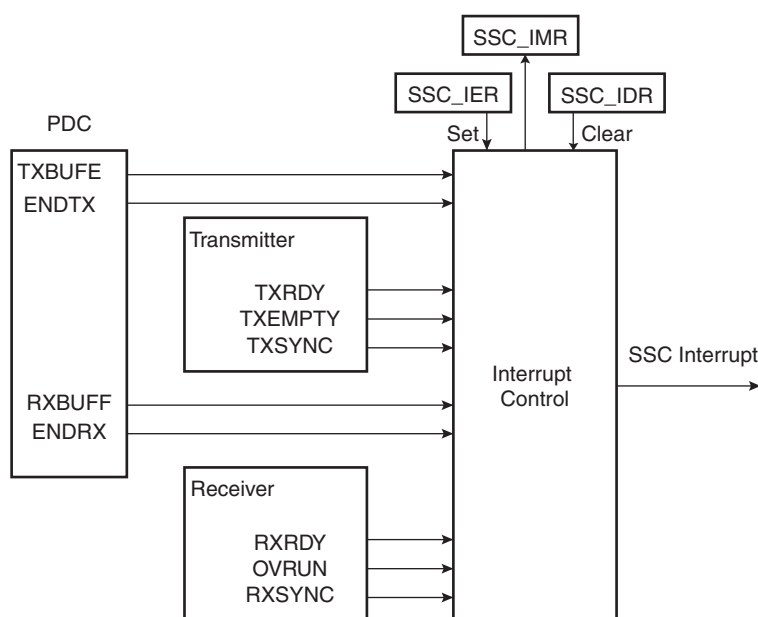 SSC_IMR
SSC_IER
SSC_IDR
PDC
Set
Clear
TXBUFE
ENDTX
Transmitter
TXRDY
TXEMPTY
TXSYNC
RXBUFF
ENDRX
Interrupt
Control
SSC Interrupt
Receiver
RXRDY
OVRUN
RXSYNC